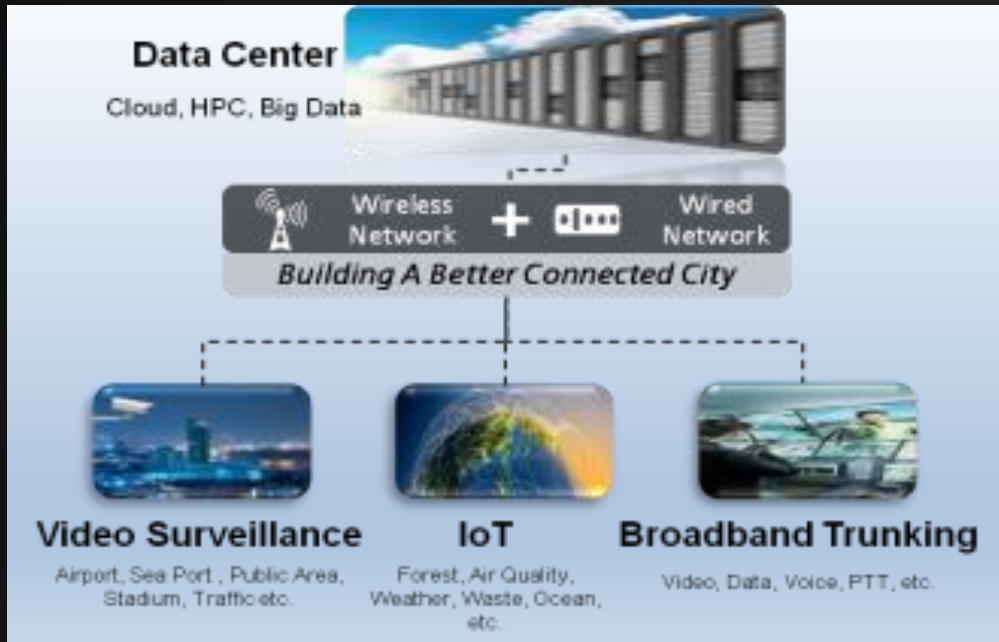 Data Center
Cloud, HPC, Big Data
Wireless
Network
Wired
Network
Building A Better Connected City
Video Surveillance
Airport, Sea Port , Public Area,
Stadium, Traffic etc.
IoT
Forest, Air Quality,
Weather, Waste, Ocean,
etc.
Broadband Trunking
Video, Data, Voice, PTT, etc.